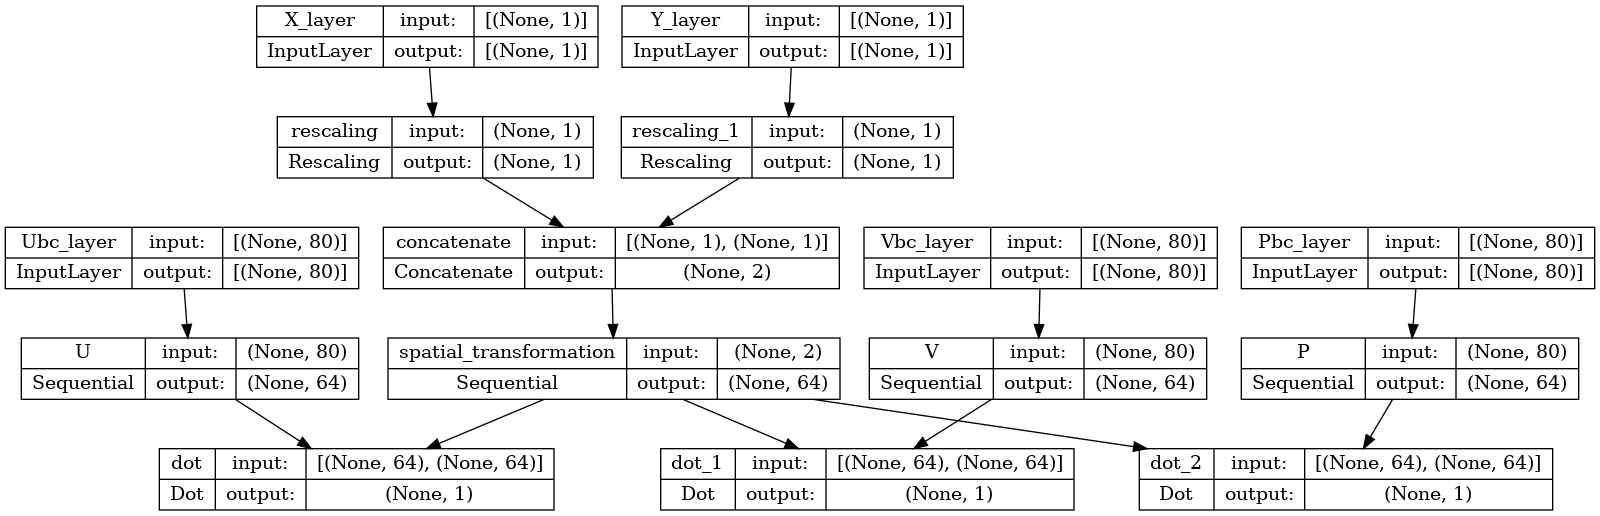 X_layer input: [(None, 1)]
InputLayer output: [(None, 1)]
Y_layer input: [(None, 1)]
InputLayer output: [(None, 1)]
rescaling input: (None, 1)
Rescaling output: (None, 1)
rescaling_1 input: (None, 1)
Rescaling output: (None, 1)
Ubc_layer input: [(None, 80)]
InputLayer output: [(None, 80)]
concatenate input: [(None, 1), (None, 1)]
Concatenate output: (None, 2)
Vbc_layer input: [(None, 80)]
InputLayer output: [(None, 80)]
Pbc_layer input: [(None, 80)]
InputLayer output: [(None, 80)]
U input: (None, 80)
Sequential output: (None, 64)
spatial_transformation input: (None, 2)
Sequential output: (None, 64)
V input: (None, 80)
Sequential output: (None, 64)
P input: (None, 80)
Sequential output: (None, 64)
dot input: [(None, 64), (None, 64)]
Dot output: (None, 1)
dot_1 input: [(None, 64), (None, 64)]
Dot output: (None, 1)
dot_2 input: [(None, 64), (None, 64)]
Dot output: (None, 1)